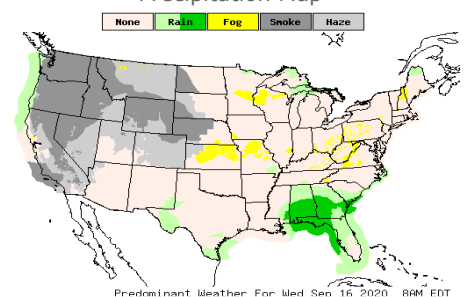 Precipitation Map
None Rain Fog Smoke Haze
Predominant Weather For Wed Sep 16 2020 8AM EDT